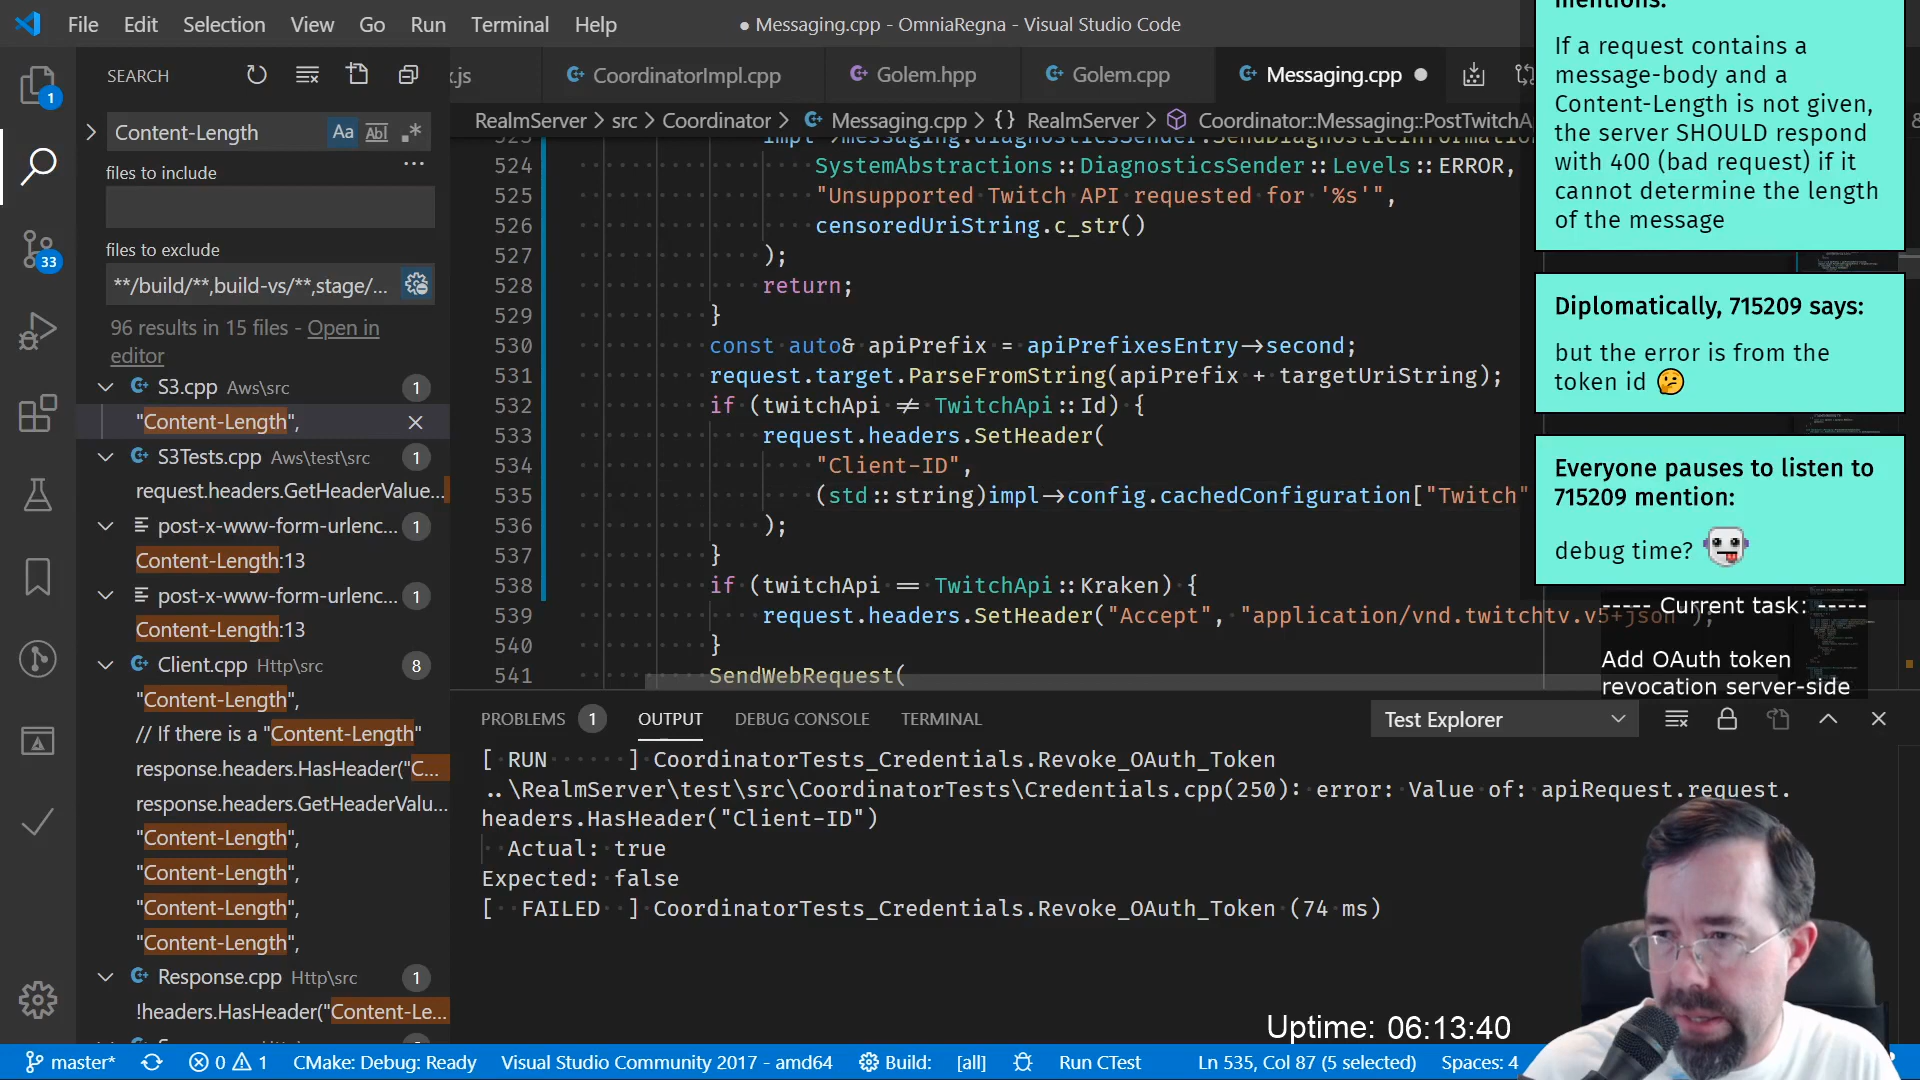 File Edit Selection View Go Run Terminal Help
● Messaging.cpp - OmniaRegna - Visual Studio Code
SEARCH
.js CoordinatorImpl.cpp Golem.hpp Golem.cpp Messaging.cpp ●
Content-Length Aa Abl .*
RealmServer > src > Coordinator > Messaging.cpp > {} RealmServer > Coordinator::Messaging::PostTwitchA
files to include
files to exclude
**/build/**,build-vs/**,stage/...
96 results in 15 files - Open in
editor
S3.cpp Aws\src 1
"Content-Length",
S3Tests.cpp Aws\test\src 1
request.headers.GetHeaderValue...
post-x-www-form-urlenc... 1
Content-Length:13
post-x-www-form-urlenc... 1
Content-Length:13
Client.cpp Http\src 8
"Content-Length",
// If there is a "Content-Length"
response.headers.HasHeader("C...
response.headers.GetHeaderValu...
"Content-Length",
"Content-Length",
"Content-Length",
"Content-Length",
Response.cpp Http\src 1
!headers.HasHeader("Content-Le...
1
33
524 SystemAbstractions::DiagnosticsSender::Levels::ERROR,
525 "Unsupported Twitch API requested for '%s'",
526 censoredUriString.c_str()
527 );
528 return;
529 }
530 const auto& apiPrefix = apiPrefixesEntry->second;
531 request.target.ParseFromString(apiPrefix + targetUriString);
532 if (twitchApi ≠ TwitchApi::Id) {
533 request.headers.SetHeader(
534 "Client-ID",
535 (std::string)impl->config.cachedConfiguration["Twitch"
536 );
537 }
538 if (twitchApi == TwitchApi::Kraken) {
539 request.headers.SetHeader("Accept", "application/vnd.twitchtv.v5+json");
540 }
541 SendWebRequest(
mentions:
If a request contains a
message-body and a
Content-Length is not given,
the server SHOULD respond
with 400 (bad request) if it
cannot determine the length
of the message
Diplomatically, 715209 says:
but the error is from the
token id 🤔
Everyone pauses to listen to
715209 mention:
debug time?
----- Current task: -----
Add OAuth token
revocation server-side
PROBLEMS 1 OUTPUT DEBUG CONSOLE TERMINAL
Test Explorer
[ RUN      ] CoordinatorTests_Credentials.Revoke_OAuth_Token
..\RealmServer\test\src\CoordinatorTests\Credentials.cpp(250): error: Value of: apiRequest.request.
headers.HasHeader("Client-ID")
Actual: true
Expected: false
[  FAILED  ] CoordinatorTests_Credentials.Revoke_OAuth_Token (74 ms)
Uptime: 06:13:40
master* 0 1 CMake: Debug: Ready Visual Studio Community 2017 - amd64 Build: [all] Run CTest Ln 535, Col 87 (5 selected) Spaces: 4